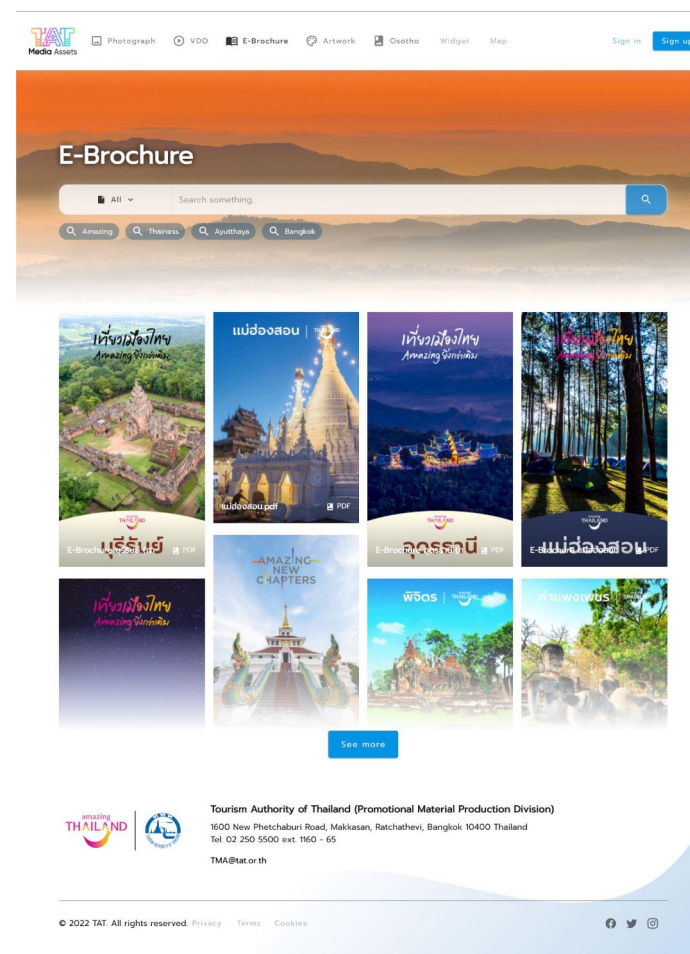 TAT
Media Assets
Photograph
VDO
E-Brochure
Artwork
Osotho
Widget
Map
Sign in
Sign up
E-Brochure
All
Search something..
Amazing
Thainess
Ayutthaya
Bangkok
เที่ยวเมืองไทย
Amazing ยิ่งกว่าเดิม
amazing
THAILAND
บุรีรัมย์
PDF
แม่ฮ่องสอน
แม่ฮ่องสอน.pdf
PDF
เที่ยวเมืองไทย
Amazing ยิ่งกว่าเดิม
amazing
THAILAND
อุดรธานี
PDF
เที่ยวเมืองไทย
Amazing ยิ่งกว่าเดิม
amazing
THAILAND
แม่ฮ่องสอน
PDF
เที่ยวเมืองไทย
Amazing ยิ่งกว่าเดิม
AMAZING
NEW
CHAPTERS
พิจิตร
กำแพงเพชร
See more
amazing
THAILAND
Tourism Authority of Thailand (Promotional Material Production Division)
1600 New Phetchaburi Road, Makkasan, Ratchathevi, Bangkok 10400 Thailand
Tel. 02 250 5500 ext. 1160 - 65
TMA@tat.or.th
© 2022 TAT. All rights reserved. Privacy Terms Cookies